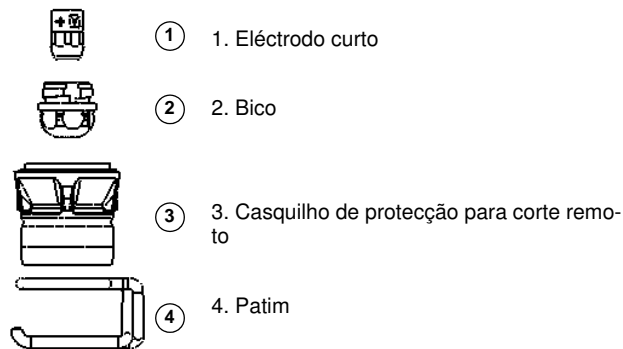 1 1. Eléctrodo curto
2 2. Bico
3 3. Casquilho de protecção para corte remo-
to
4 4. Patim